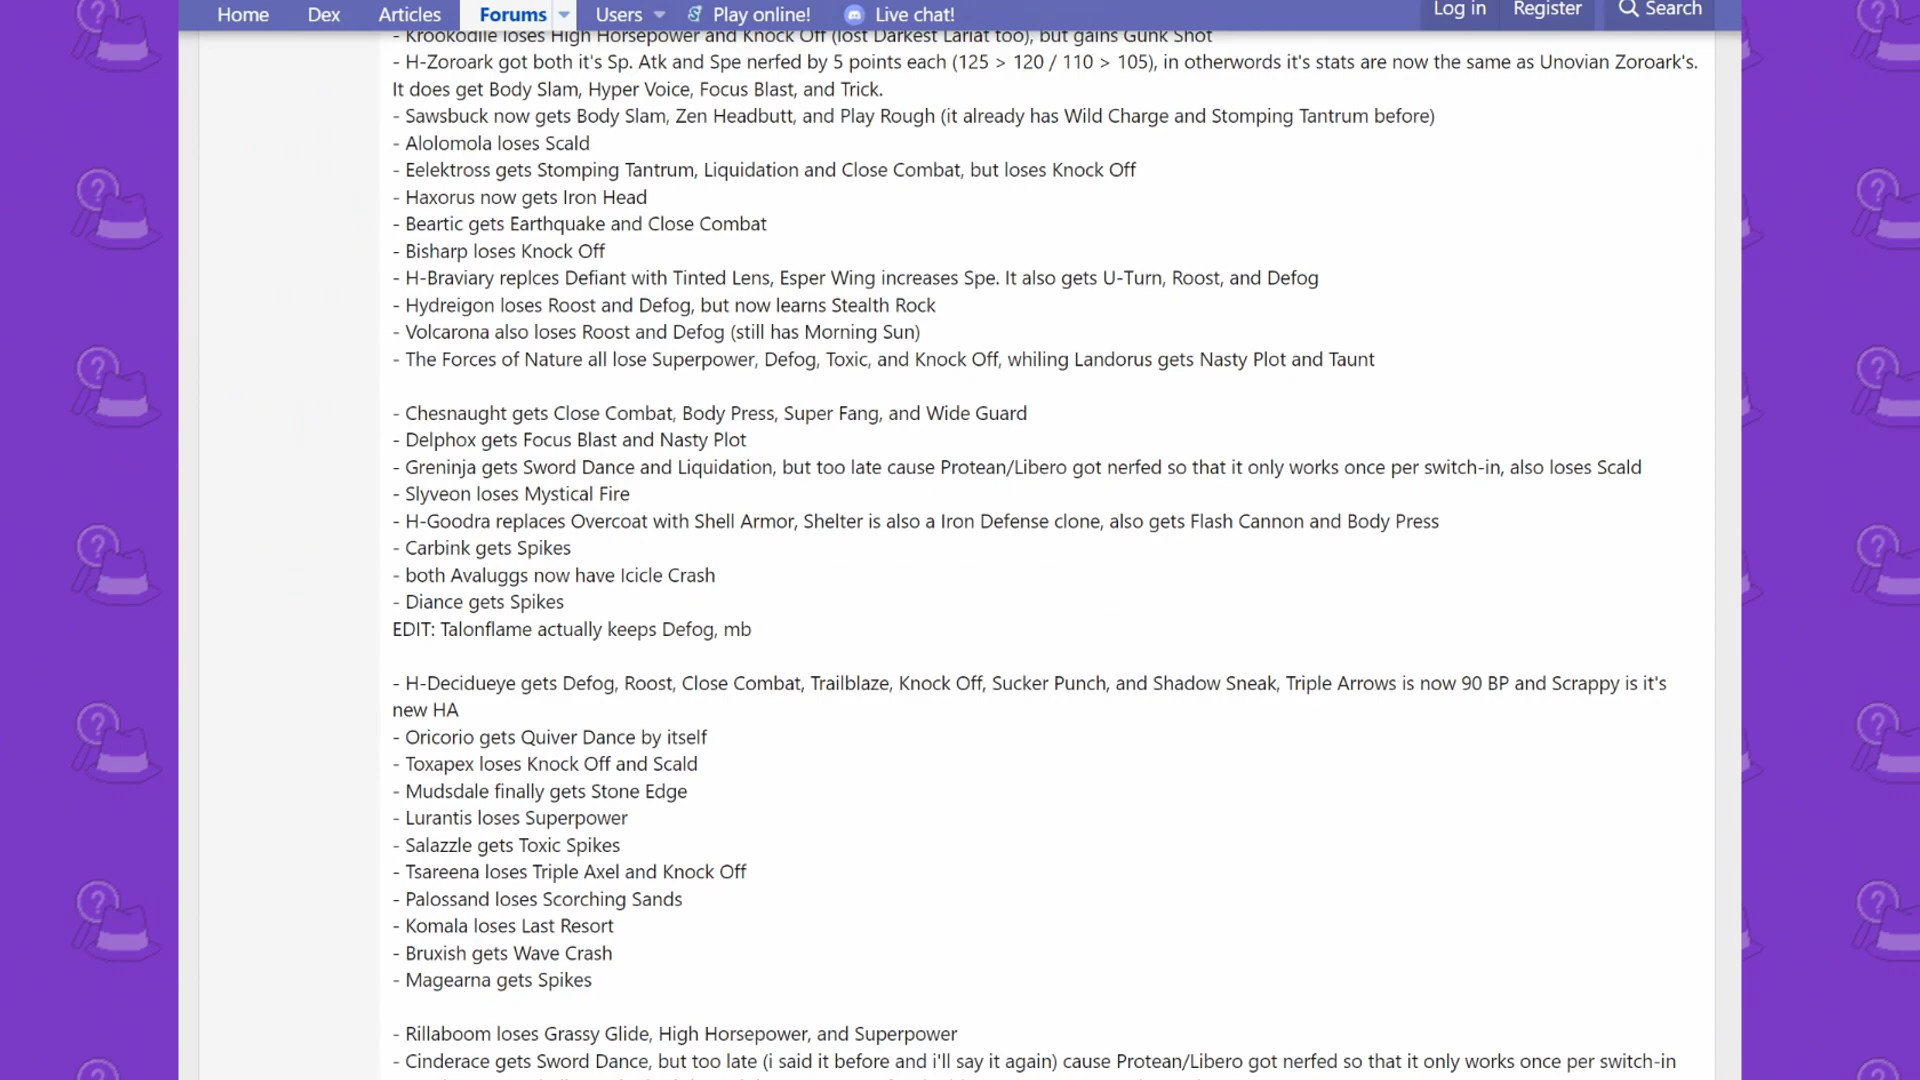 Home Dex Articles Forums Users Play online! Live chat! Log in Register Search
- Krookodile loses High Horsepower and Knock Off (lost Darkest Lariat too), but gains Gunk Shot
- H-Zoroark got both it's Sp. Atk and Spe nerfed by 5 points each (125 > 120 / 110 > 105), in otherwords it's stats are now the same as Unovian Zoroark's.
It does get Body Slam, Hyper Voice, Focus Blast, and Trick.
- Sawsbuck now gets Body Slam, Zen Headbutt, and Play Rough (it already has Wild Charge and Stomping Tantrum before)
- Alolomola loses Scald
- Eelektross gets Stomping Tantrum, Liquidation and Close Combat, but loses Knock Off
- Haxorus now gets Iron Head
- Beartic gets Earthquake and Close Combat
- Bisharp loses Knock Off
- H-Braviary replces Defiant with Tinted Lens, Esper Wing increases Spe. It also gets U-Turn, Roost, and Defog
- Hydreigon loses Roost and Defog, but now learns Stealth Rock
- Volcarona also loses Roost and Defog (still has Morning Sun)
- The Forces of Nature all lose Superpower, Defog, Toxic, and Knock Off, whiling Landorus gets Nasty Plot and Taunt
- Chesnaught gets Close Combat, Body Press, Super Fang, and Wide Guard
- Delphox gets Focus Blast and Nasty Plot
- Greninja gets Sword Dance and Liquidation, but too late cause Protean/Libero got nerfed so that it only works once per switch-in, also loses Scald
- Slyveon loses Mystical Fire
- H-Goodra replaces Overcoat with Shell Armor, Shelter is also a Iron Defense clone, also gets Flash Cannon and Body Press
- Carbink gets Spikes
- both Avaluggs now have Icicle Crash
- Diance gets Spikes
EDIT: Talonflame actually keeps Defog, mb
- H-Decidueye gets Defog, Roost, Close Combat, Trailblaze, Knock Off, Sucker Punch, and Shadow Sneak, Triple Arrows is now 90 BP and Scrappy is it's
new HA
- Oricorio gets Quiver Dance by itself
- Toxapex loses Knock Off and Scald
- Mudsdale finally gets Stone Edge
- Lurantis loses Superpower
- Salazzle gets Toxic Spikes
- Tsareena loses Triple Axel and Knock Off
- Palossand loses Scorching Sands
- Komala loses Last Resort
- Bruxish gets Wave Crash
- Magearna gets Spikes
- Rillaboom loses Grassy Glide, High Horsepower, and Superpower
- Cinderace gets Sword Dance, but too late (i said it before and i'll say it again) cause Protean/Libero got nerfed so that it only works once per switch-in